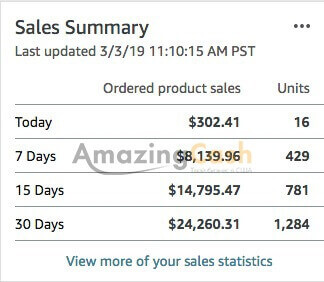 Sales Summary
Last updated 3/3/19 11:10:15 AM PST
Ordered product sales Units
Today $302.41 16
AmazingCash
7 Days $8,139.96 429
15 Days $14,795.47 781
30 Days $24,260.31 1,284
View more of your sales statistics